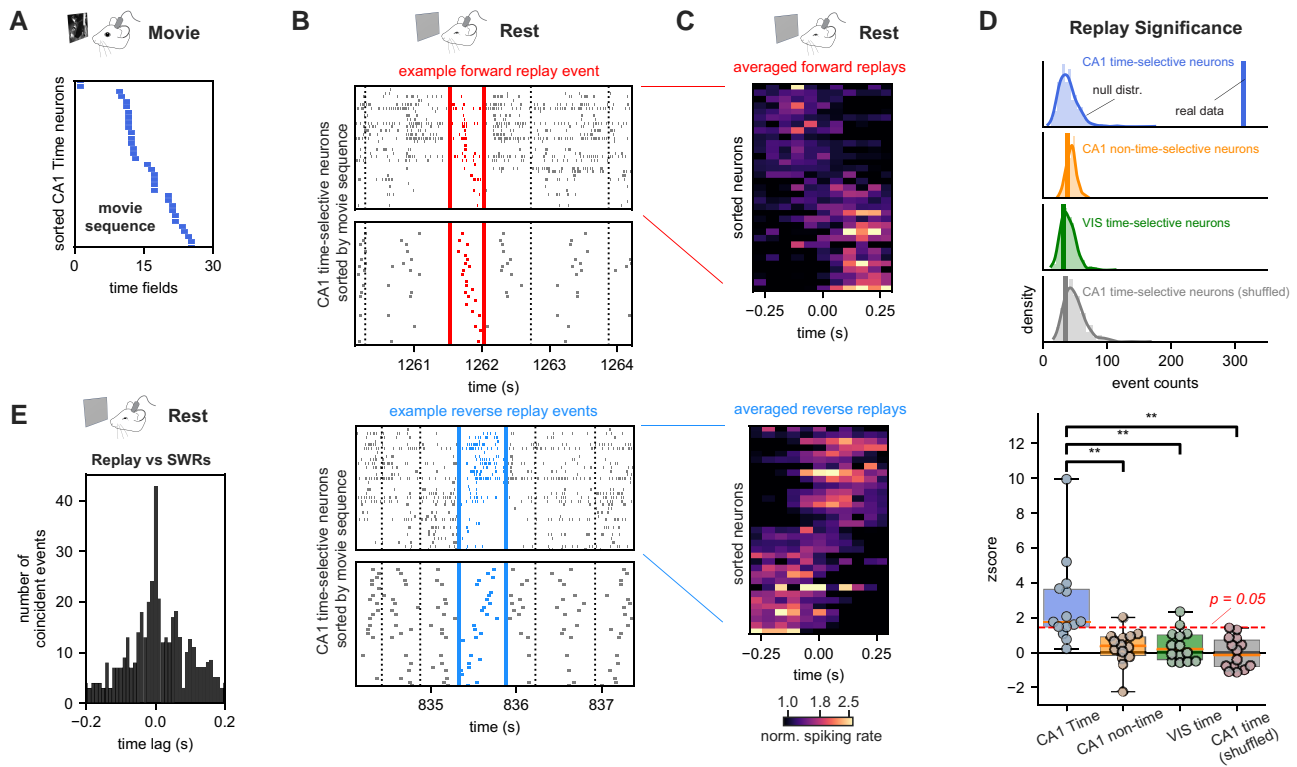 A
Movie
sorted CA1 Time neurons
movie
sequence
0
15
30
time fields
B
Rest
example forward replay event
CA1 time-selective neurons
sorted by movie sequence
1261
1262
1263
1264
time (s)
example reverse replay events
CA1 time-selective neurons
sorted by movie sequence
835
836
837
time (s)
C
Rest
averaged forward replays
sorted neurons
−0.25
0.00
0.25
time (s)
averaged reverse replays
sorted neurons
−0.25
0.00
0.25
time (s)
1.0
1.8
2.5
norm. spiking rate
D
Replay Significance
CA1 time-selective neurons
null distr.
real data
CA1 non-time-selective neurons
VIS time-selective neurons
CA1 time-selective neurons (shuffled)
density
0
100
200
300
event counts
**
**
**
12
10
8
6
4
2
0
−2
zscore
p = 0.05
CA1 Time
CA1 non-time
VIS time
CA1 time
(shuffled)
E
Rest
Replay vs SWRs
40
30
20
10
0
number of
coincident events
−0.2
0.0
0.2
time lag (s)